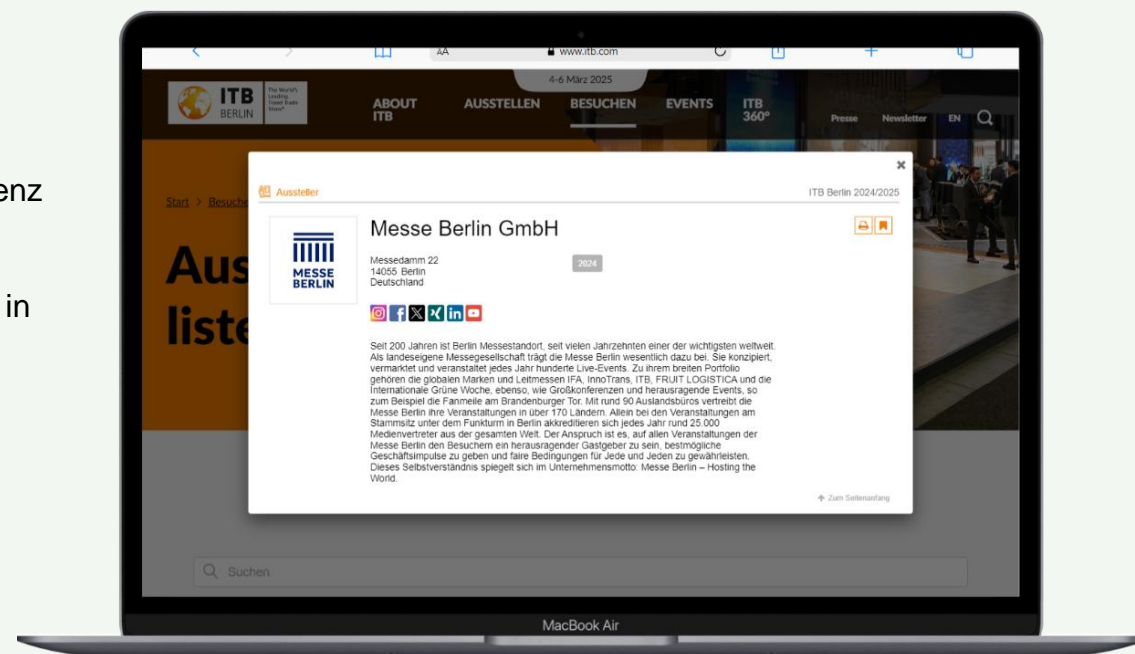 enz
in
AA
www.itb.com
4-6 März 2025
ITB
BERLIN
The World's
Leading
Travel Trade
Show®
ABOUT
ITB
AUSSTELLEN
BESUCHEN
EVENTS
ITB
360°
Presse
Newsletter
EN
Start > Besuche
Aussteller
ITB Berlin 2024/2025
Aus
liste
MESSE
BERLIN
Messe Berlin GmbH
Messedamm 22
14055 Berlin
Deutschland
2024
Seit 200 Jahren ist Berlin Messestandort, seit vielen Jahrzehnten einer der wichtigsten weltweit.
Als landeseigene Messegesellschaft trägt die Messe Berlin wesentlich dazu bei. Sie konzipiert,
vermarktet und veranstaltet jedes Jahr hunderte Live-Events. Zu ihrem breiten Portfolio
gehören die globalen Marken und Leitmessen IFA, InnoTrans, ITB, FRUIT LOGISTICA und die
Internationale Grüne Woche, ebenso, wie Großkonferenzen und herausragende Events, so
zum Beispiel die Fanmeile am Brandenburger Tor. Mit rund 90 Auslandsbüros vertreibt die
Messe Berlin ihre Veranstaltungen in über 170 Ländern. Allein bei den Veranstaltungen am
Stammsitz unter dem Funkturm in Berlin akkreditieren sich jedes Jahr rund 25.000
Medienvertreter aus der gesamten Welt. Der Anspruch ist es, auf allen Veranstaltungen der
Messe Berlin den Besuchern ein herausragender Gastgeber zu sein, bestmögliche
Geschäftsimpulse zu geben und faire Bedingungen für Jede und Jeden zu gewährleisten.
Dieses Selbstverständnis spiegelt sich im Unternehmensmotto: Messe Berlin – Hosting the
World.
Zum Seitenanfang
Suchen
MacBook Air